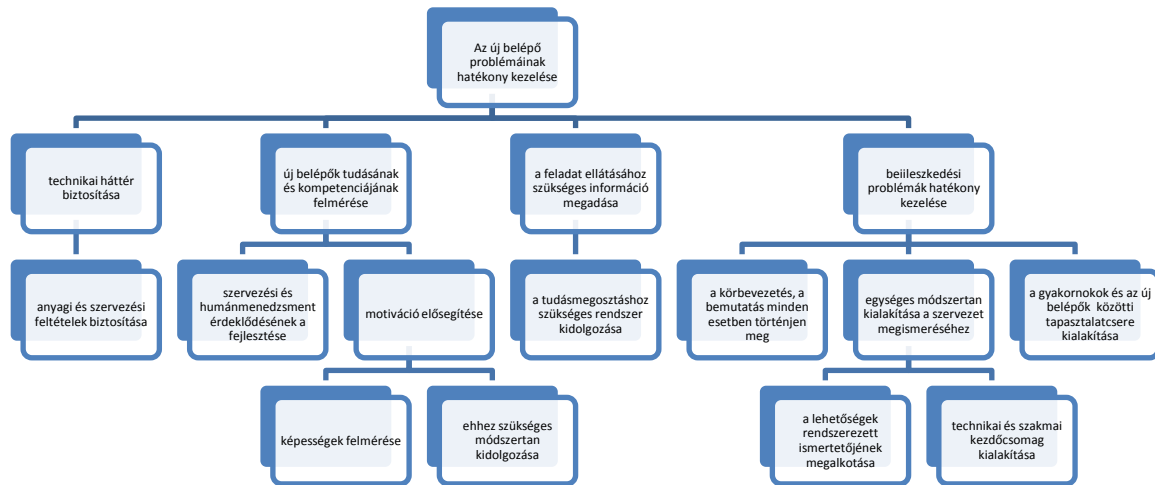 Az új belépő
problémáinak
hatékony kezelése
technikai háttér
biztosítása
új belépők tudásának
és kompetenciájának
felmérése
a feladat ellátásához
szükséges információ
megadása
beiileszkedési
problémák hatékony
kezelése
anyagi és szervezési
feltételek biztosítása
szervezési és
humánmenedzsment
érdeklődésének a
fejlesztése
motiváció elősegítése
a tudásmegosztáshoz
szükséges rendszer
kidolgozása
a körbevezetés, a
bemutatás minden
esetben történjen
meg
egységes módszertan
kialakítása a szervezet
megismeréséhez
a gyakornokok és az új
belépők közötti
tapasztalatcsere
kialakítása
képességek felmérése
ehhez szükséges
módszertan
kidolgozása
a lehetőségek
rendszerezett
ismertetőjének
megalkotása
technikai és szakmai
kezdőcsomag
kialakítása